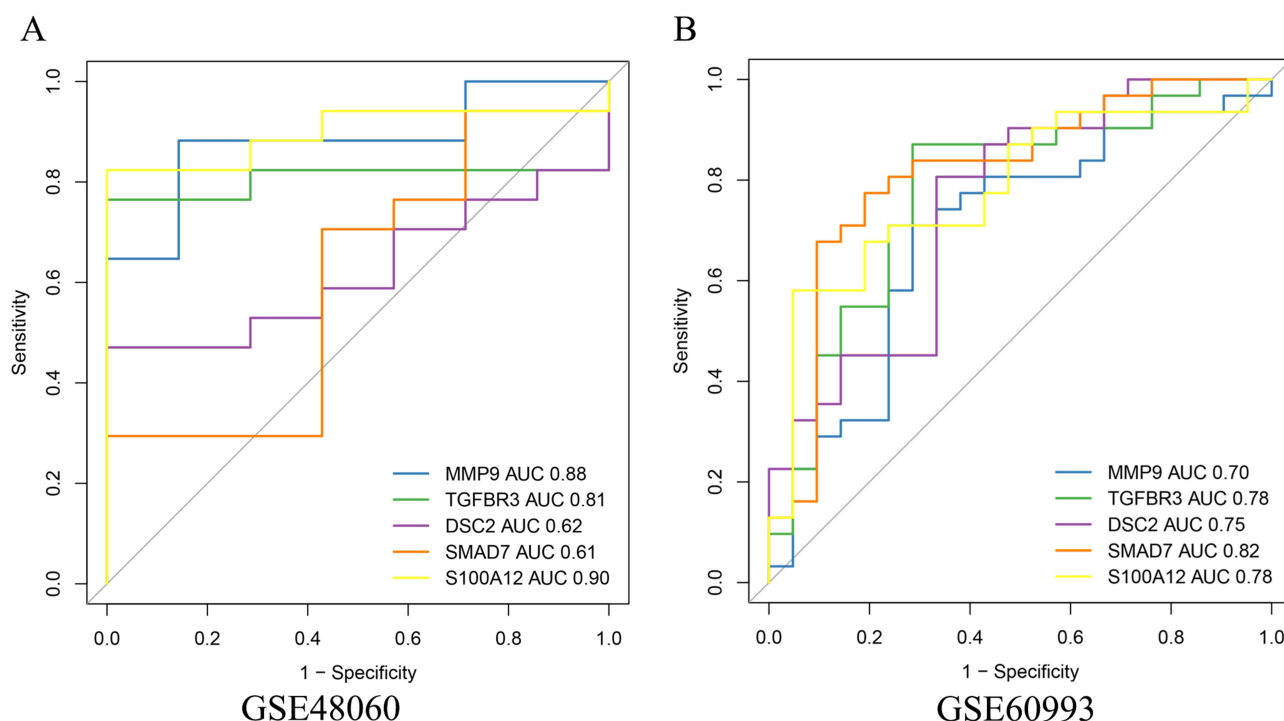 A
1.0
0.8
0.6
0.4
0.2
0.0
Sensitivity
MMP9 AUC 0.88
TGFBR3 AUC 0.81
DSC2 AUC 0.62
SMAD7 AUC 0.61
S100A12 AUC 0.90
0.0 0.2 0.4 0.6 0.8 1.0
1 − Specificity
GSE48060
B
1.0
0.8
0.6
0.4
0.2
0.0
Sensitivity
MMP9 AUC 0.70
TGFBR3 AUC 0.78
DSC2 AUC 0.75
SMAD7 AUC 0.82
S100A12 AUC 0.78
0.0 0.2 0.4 0.6 0.8 1.0
1 − Specificity
GSE60993